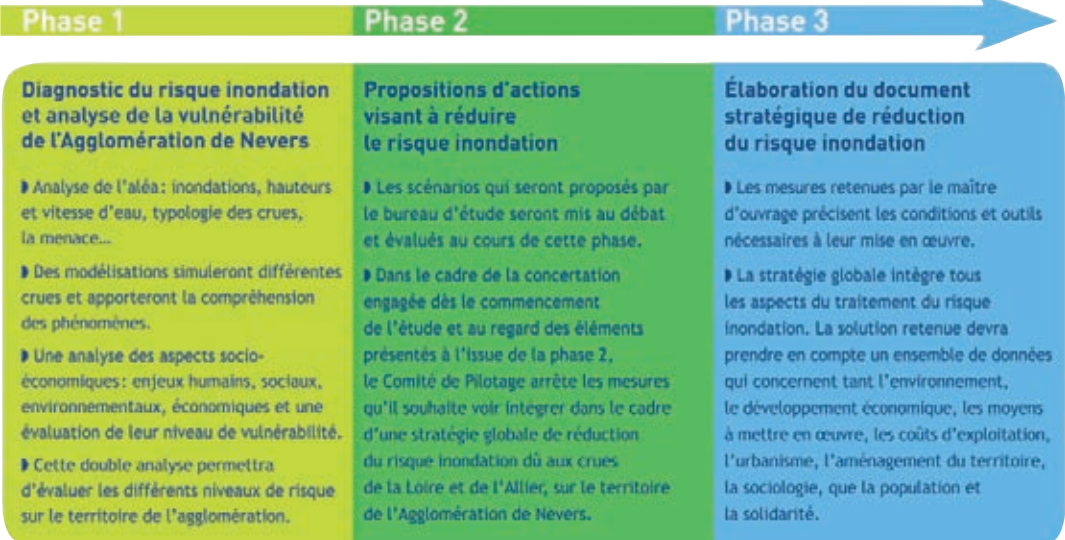 Phase 1
Phase 2
Phase 3
Diagnostic du risque inondation
et analyse de la vulnérabilité
de l'Agglomération de Nevers
◗ Analyse de l'aléa : inondations, hauteurs
et vitesse d'eau, typologie des crues,
la menace...
◗ Des modélisations simuleront différentes
crues et apporteront la compréhension
des phénomènes.
◗ Une analyse des aspects socio-
économiques : enjeux humains, sociaux,
environnementaux, économiques et une
évaluation de leur niveau de vulnérabilité.
◗ Cette double analyse permettra
d'évaluer les différents niveaux de risque
sur le territoire de l'agglomération.
Propositions d'actions
visant à réduire
le risque inondation
◗ Les scénarios qui seront proposés par
le bureau d'étude seront mis au débat
et évalués au cours de cette phase.
◗ Dans le cadre de la concertation
engagée dès le commencement
de l'étude et au regard des éléments
présentés à l'issue de la phase 2,
le Comité de Pilotage arrête les mesures
qu'il souhaite voir intégrer dans le cadre
d'une stratégie globale de réduction
du risque inondation dû aux crues
de la Loire et de l'Allier, sur le territoire
de l'Agglomération de Nevers.
Élaboration du document
stratégique de réduction
du risque inondation
◗ Les mesures retenues par le maître
d'ouvrage précisent les conditions et outils
nécessaires à leur mise en œuvre.
◗ La stratégie globale intègre tous
les aspects du traitement du risque
inondation. La solution retenue devra
prendre en compte un ensemble de données
qui concernent tant l'environnement,
le développement économique, les moyens
à mettre en œuvre, les coûts d'exploitation,
l'urbanisme, l'aménagement du territoire,
la sociologie, que la population et
la solidarité.